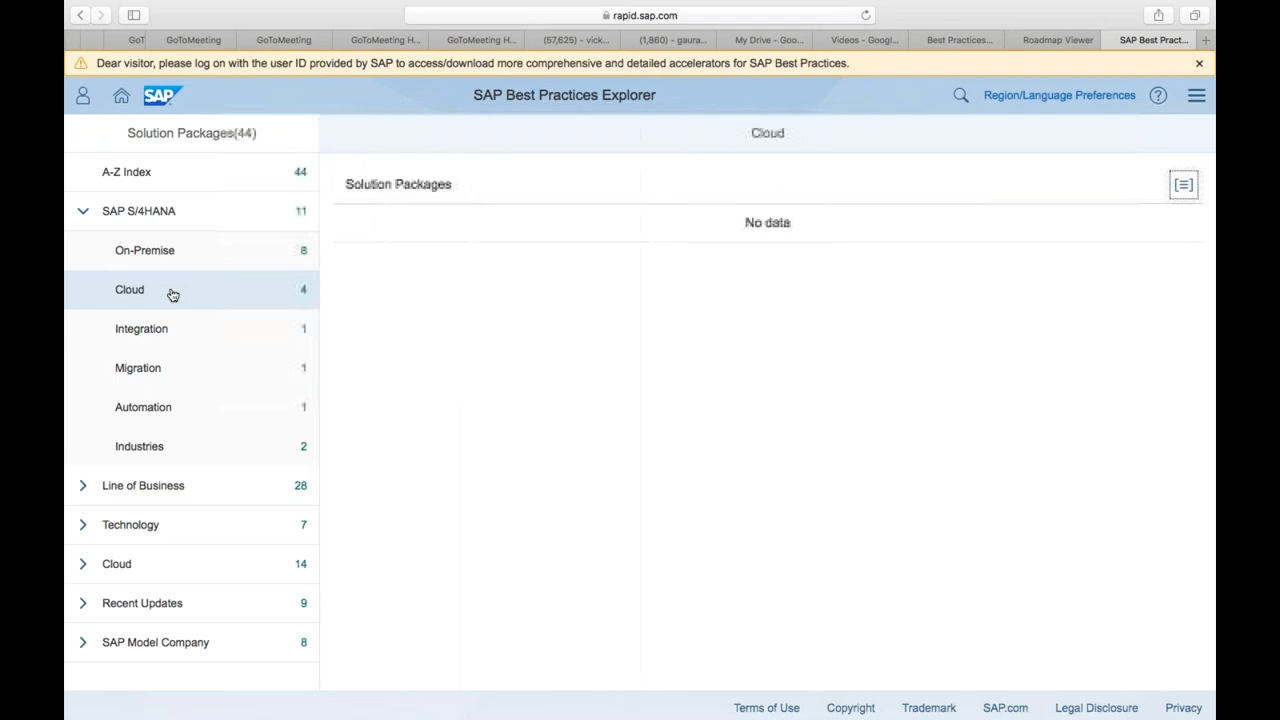 rapid.sap.com
GoT
GoToMeeting
GoToMeeting
GoToMeeting H...
GoToMeeting H...
(57,625) - vick...
(1,860) - gaura...
My Drive - Goo...
Videos - Googl...
Best Practices...
Roadmap Viewer
SAP Best Pract...
Dear visitor, please log on with the user ID provided by SAP to access/download more comprehensive and detailed accelerators for SAP Best Practices.
SAP
SAP Best Practices Explorer
Region/Language Preferences
Solution Packages(44)
Cloud
A-Z Index 44
SAP S/4HANA 11
On-Premise 8
Cloud 4
Integration 1
Migration 1
Automation 1
Industries 2
Line of Business 28
Technology 7
Cloud 14
Recent Updates 9
SAP Model Company 8
Solution Packages
No data
Terms of Use
Copyright
Trademark
SAP.com
Legal Disclosure
Privacy